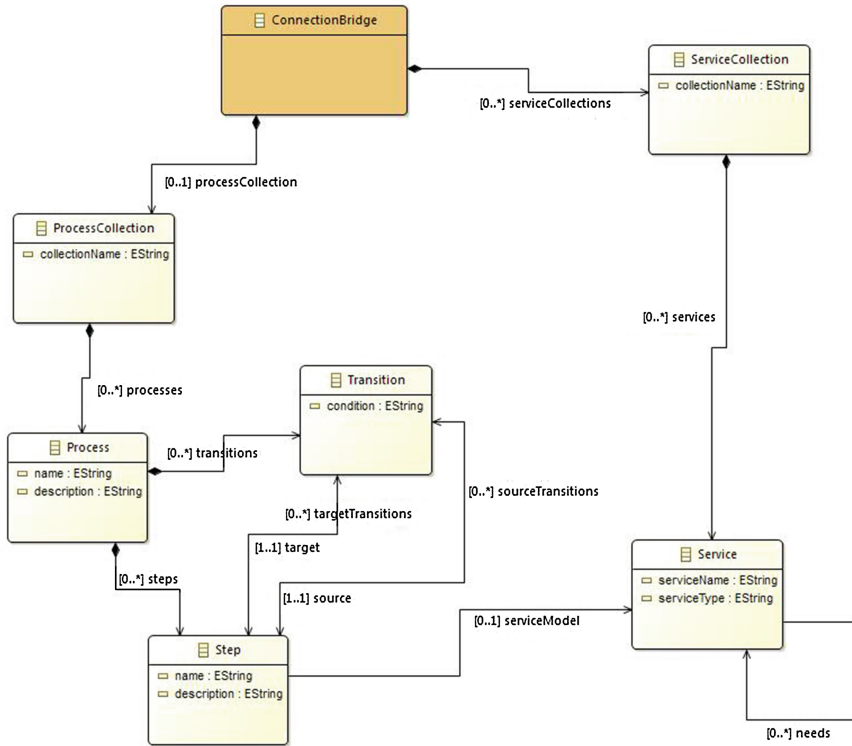 ConnectionBridge
ServiceCollection
collectionName : EString
[0..*] serviceCollections
[0..1] processCollection
ProcessCollection
collectionName : EString
[0..*] services
[0..*] processes
Transition
condition : EString
Process
name : EString
description : EString
[0..*] transitions
[0..*] sourceTransitions
[0..*] targetTransitions
[1..1] target
Service
serviceName : EString
serviceType : EString
[0..*] steps
[1..1] source
[0..1] serviceModel
Step
name : EString
description : EString
[0..*] needs